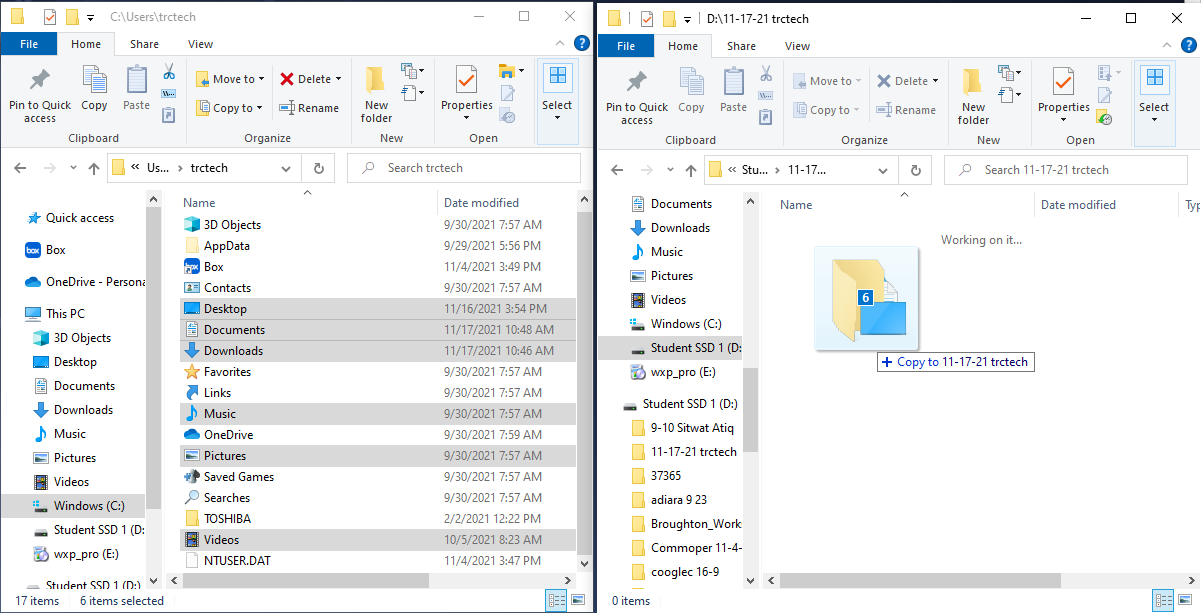 C:\Users\trctech
File
Home
Share
View
Pin to Quick access
Copy
Paste
Clipboard
Move to
Copy to
Delete
Rename
Organize
New folder
New
Properties
Open
Select
« Us... > trctech
Search trctech
Quick access
Box
OneDrive - Persona
This PC
3D Objects
Desktop
Documents
Downloads
Music
Pictures
Videos
Windows (C:)
Student SSD 1 (D:
wxp_pro (E:)
Student SSD 1 (D:)
Name Date modified
3D Objects 9/30/2021 7:57 AM
AppData 9/29/2021 5:56 PM
box Box 11/4/2021 3:49 PM
Contacts 9/30/2021 7:57 AM
Desktop 11/16/2021 3:54 PM
Documents 11/17/2021 10:48 AM
Downloads 11/17/2021 10:46 AM
Favorites 9/30/2021 7:57 AM
Links 9/30/2021 7:57 AM
Music 9/30/2021 7:57 AM
OneDrive 9/30/2021 7:59 AM
Pictures 9/30/2021 7:57 AM
Saved Games 9/30/2021 7:57 AM
Searches 9/30/2021 7:57 AM
TOSHIBA 2/2/2021 12:22 PM
Videos 10/5/2021 8:23 AM
NTUSER.DAT 11/4/2021 3:47 PM
17 items 6 items selected
D:\11-17-21 trctech
File
Home
Share
View
Pin to Quick access
Copy
Paste
Clipboard
Move to
Copy to
Delete
Rename
Organize
New folder
New
Properties
Open
Select
« Stu... > 11-17...
Search 11-17-21 trctech
Documents
Downloads
Music
Pictures
Videos
Windows (C:)
Student SSD 1 (D:
wxp_pro (E:)
Student SSD 1 (D:)
9-10 Sitwat Atiq
11-17-21 trctech
37365
adiara 9 23
Broughton_Work
Commoper 11-4-
cooglec 16-9
Name Date modified Typ
Working on it...
6
+ Copy to 11-17-21 trctech
0 items